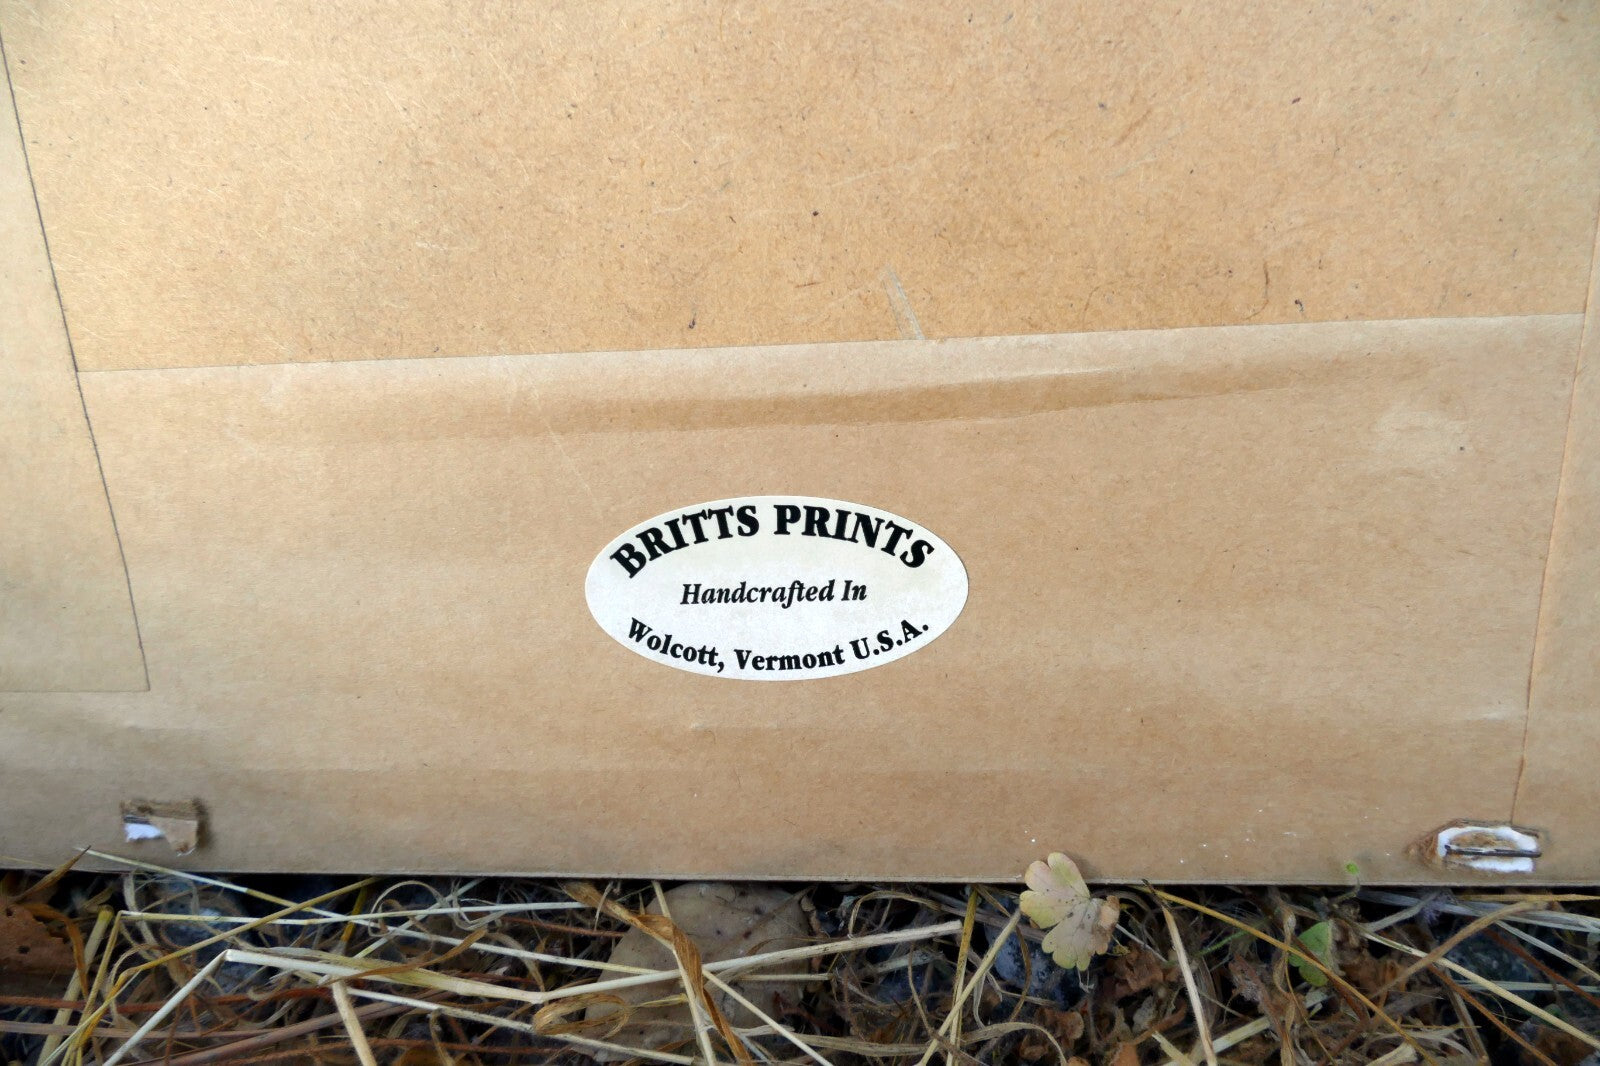 BRITTS PRINTS
Handcrafted In
Wolcott, Vermont U.S.A.